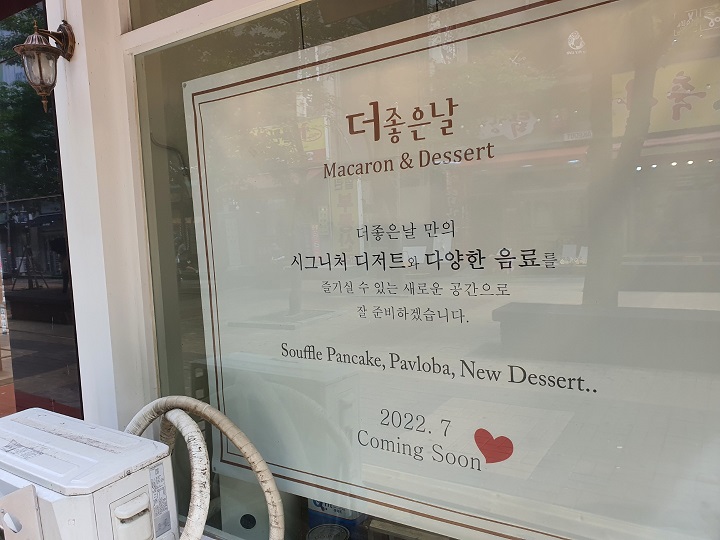 더좋은날
Macaron & Dessert
더좋은날 만의
시그니처 디저트와 다양한 음료를
즐기실 수 있는 새로운 공간으로
잘 준비하겠습니다.
Souffle Pancake, Pavloba, New Dessert..
2022. 7
Coming Soon